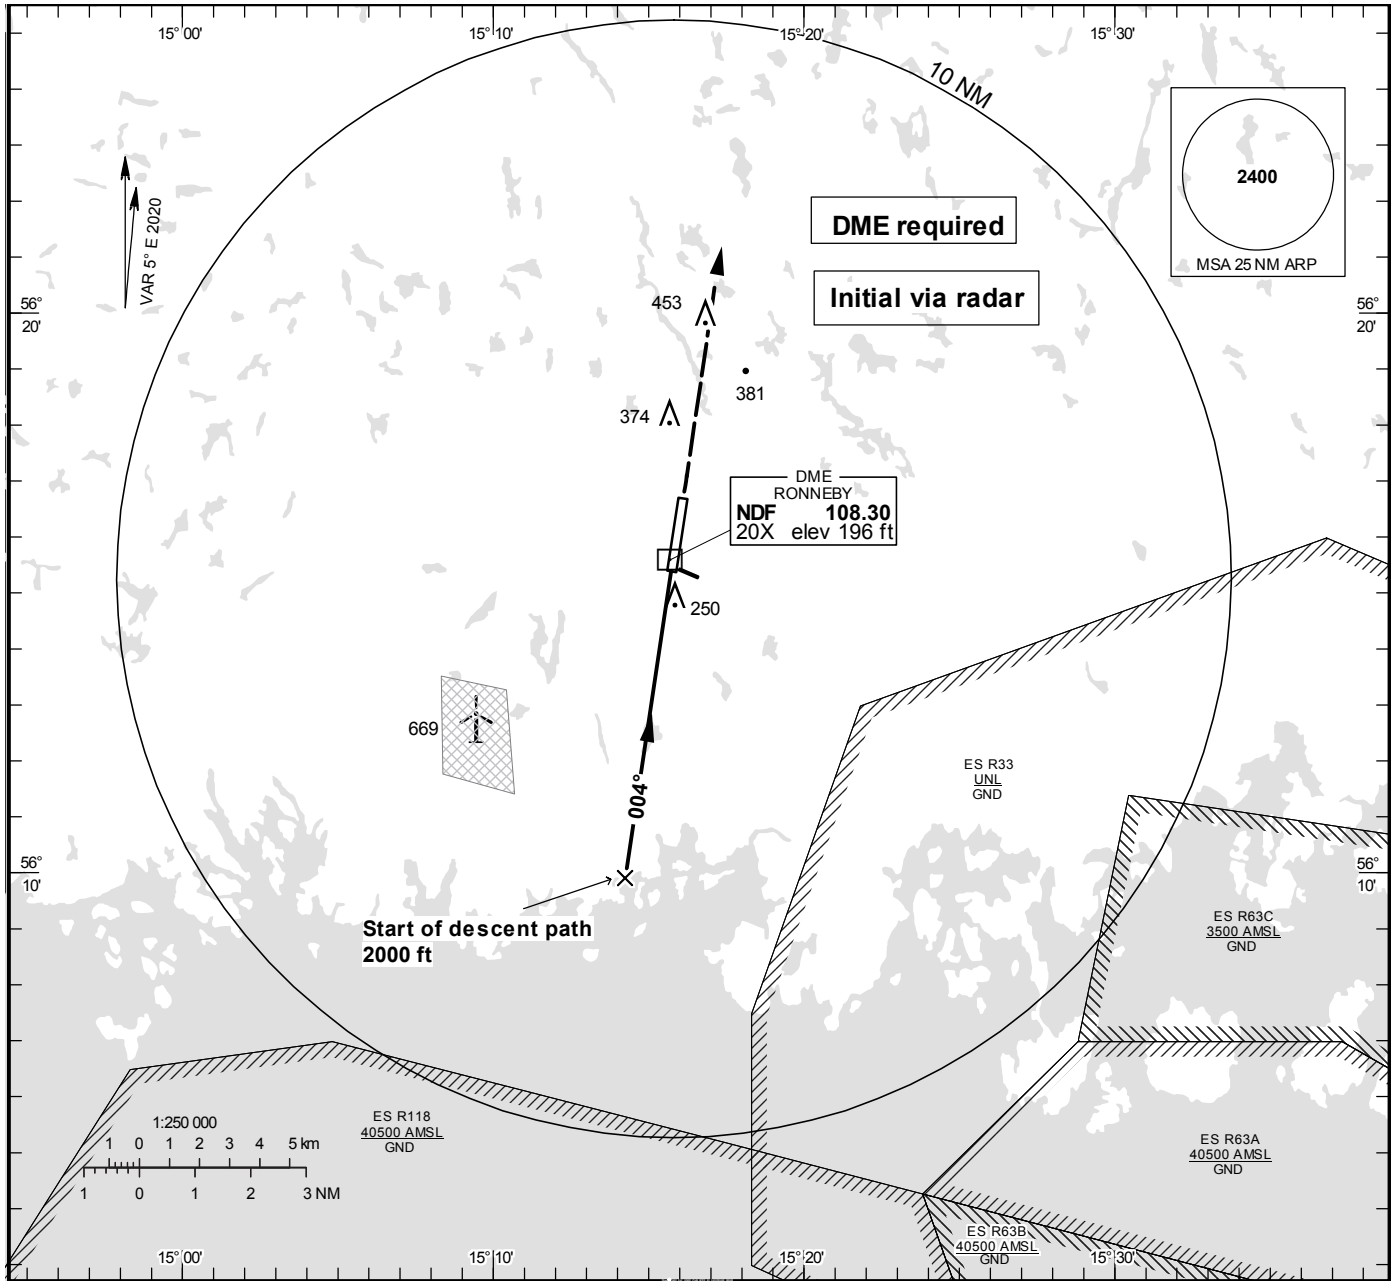 15°00'
15°10'
15°20'
15°30'
10 NM
2400
MSA 25 NM ARP
VAR 5° E 2020
DME required
Initial via radar
56°
20'
56°
20'
453
381
374
DME
RONNEBY
NDF 108.30
20X elev 196 ft
250
669
004°
ES R33
UNL
GND
56°
10'
56°
10'
Start of descent path
2000 ft
ES R63C
3500 AMSL
GND
ES R118
40500 AMSL
GND
ES R63A
40500 AMSL
GND
1:250 000
1 0 1 2 3 4 5 km
1 0 1 2 3 NM
ES R63B
40500 AMSL
GND
15°00'
15°10'
15°20'
15°30'